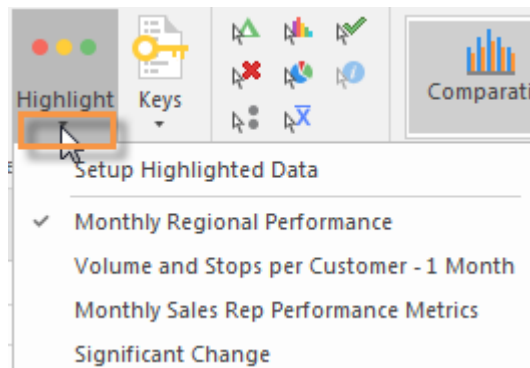 Highlight
Keys
Comparati
Setup Highlighted Data
Monthly Regional Performance
Volume and Stops per Customer - 1 Month
Monthly Sales Rep Performance Metrics
Significant Change